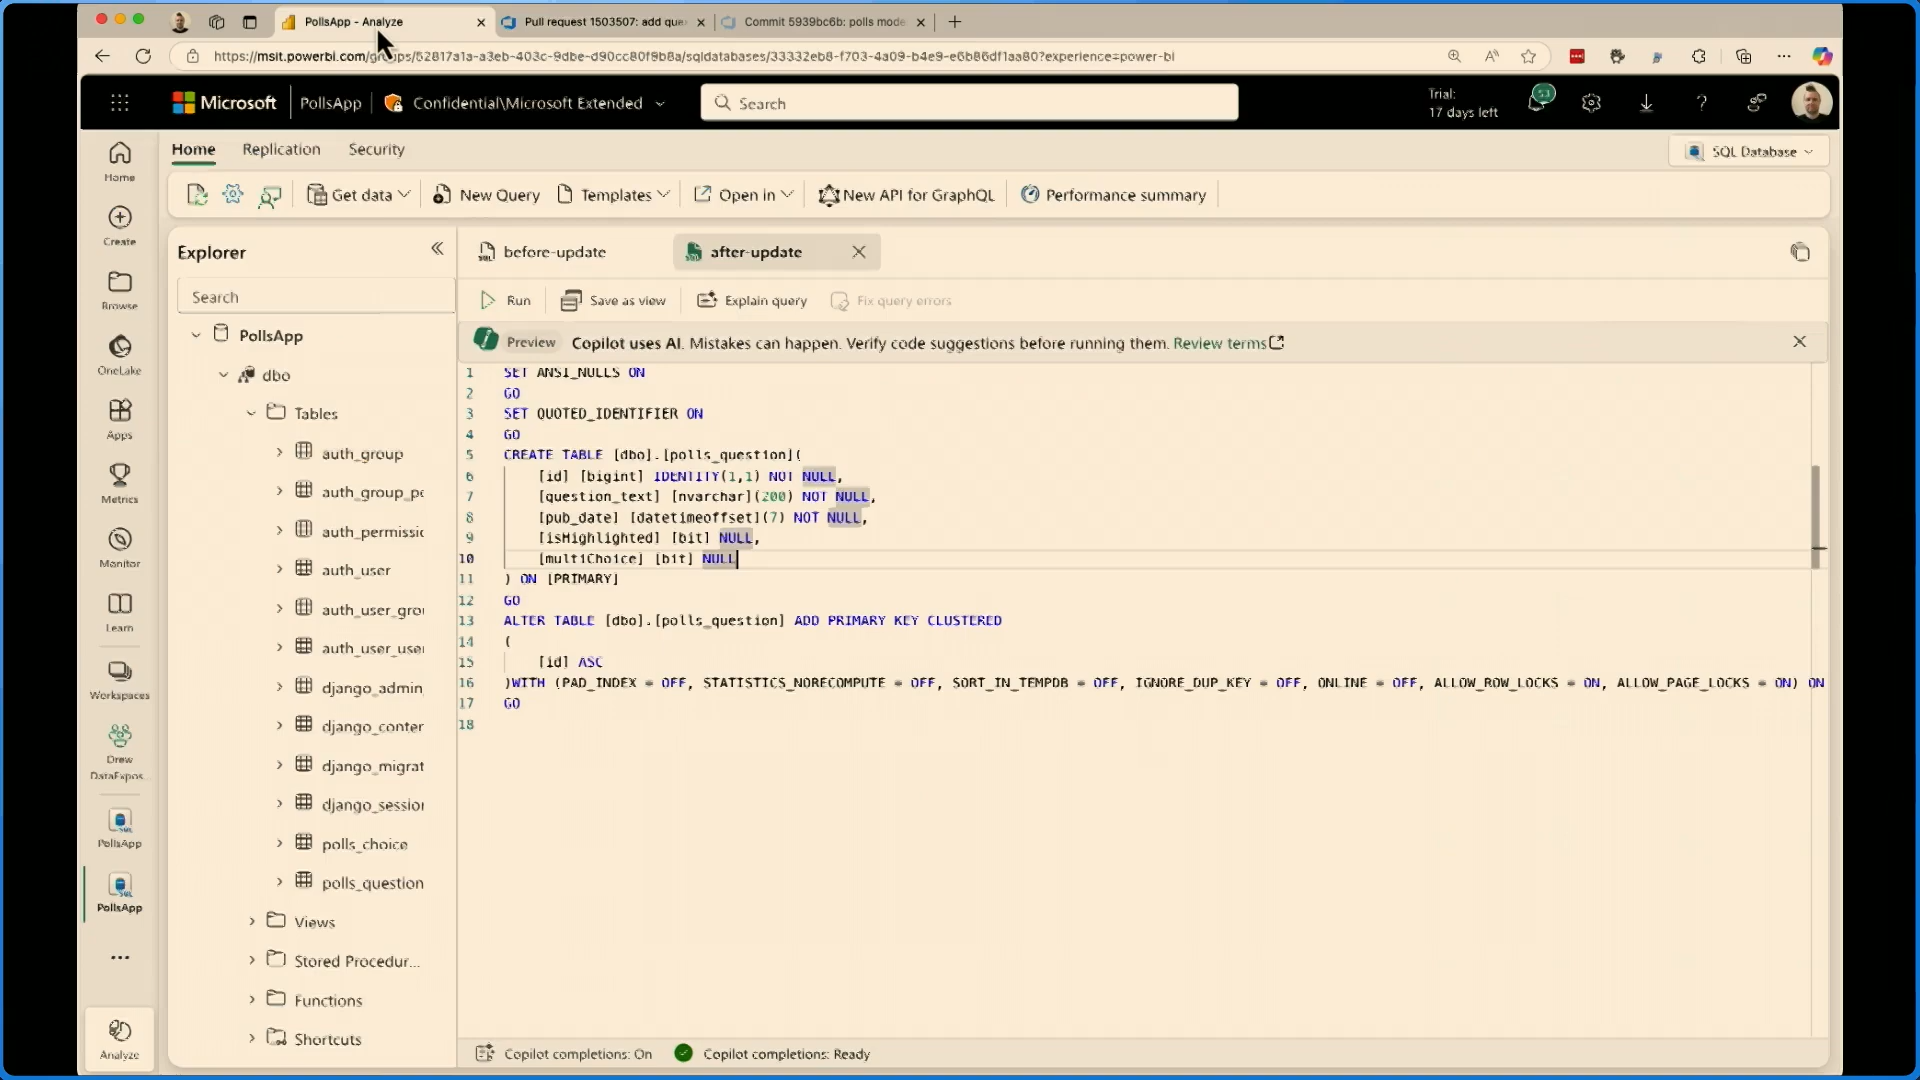 PollsApp - Analyze
Pull request 1503507: add que
Commit 5939bc6b: polls mode
https://msit.powerbi.com/groups/52817a1a-a3eb-403c-9dbe-d90cc80f9b8a/sqldatabases/33332eb8-f703-4a09-b4e9-e6b86df1aa80?experience=power-bi
Microsoft
PollsApp
Confidential\Microsoft Extended
Search
Trial:
17 days left
53
Home
Replication
Security
SQL Database
Get data
New Query
Templates
Open in
New API for GraphQL
Performance summary
Home
Create
Browse
OneLake
Apps
Metrics
Monitor
Learn
Workspaces
Drew
DataExpos...
PollsApp
PollsApp
...
Analyze
Explorer
Search
PollsApp
dbo
Tables
auth_group
auth_group_pe
auth_permissio
auth_user
auth_user_grou
auth_user_user
django_admin_
django_conten
django_migrat
django_session
polls_choice
polls_question
Views
Stored Procedur...
Functions
Shortcuts
before-update
after-update
Run
Save as view
Explain query
Fix query errors
Preview
Copilot uses AI. Mistakes can happen. Verify code suggestions before running them. Review terms
1 SET ANSI_NULLS ON
2 GO
3 SET QUOTED_IDENTIFIER ON
4 GO
5 CREATE TABLE [dbo].[polls_question](
6 [id] [bigint] IDENTITY(1,1) NOT NULL,
7 [question_text] [nvarchar](200) NOT NULL,
8 [pub_date] [datetimeoffset](7) NOT NULL,
9 [isHighlighted] [bit] NULL,
10 [multiChoice] [bit] NULL
11 ) ON [PRIMARY]
12 GO
13 ALTER TABLE [dbo].[polls_question] ADD PRIMARY KEY CLUSTERED
14 (
15 [id] ASC
16 )WITH (PAD_INDEX = OFF, STATISTICS_NORECOMPUTE = OFF, SORT_IN_TEMPDB = OFF, IGNORE_DUP_KEY = OFF, ONLINE = OFF, ALLOW_ROW_LOCKS = ON, ALLOW_PAGE_LOCKS = ON) ON
17 GO
18
Copilot completions: On
Copilot completions: Ready